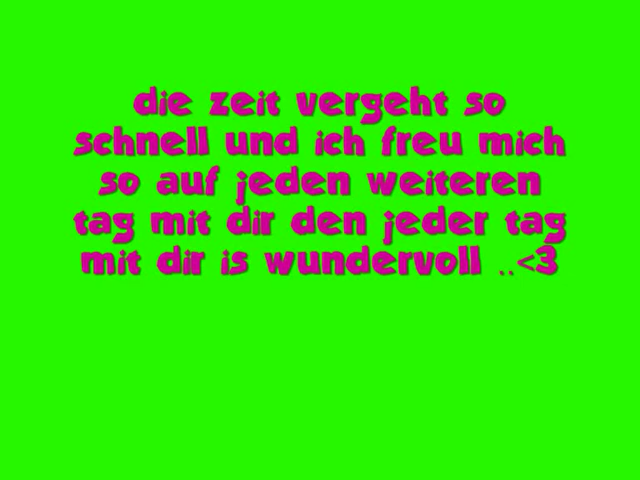 die zeit vergeht so
schnell und ich freu mich
so auf jeden weiteren
tag mit dir den jeder tag
mit dir is wundervoll ..<3